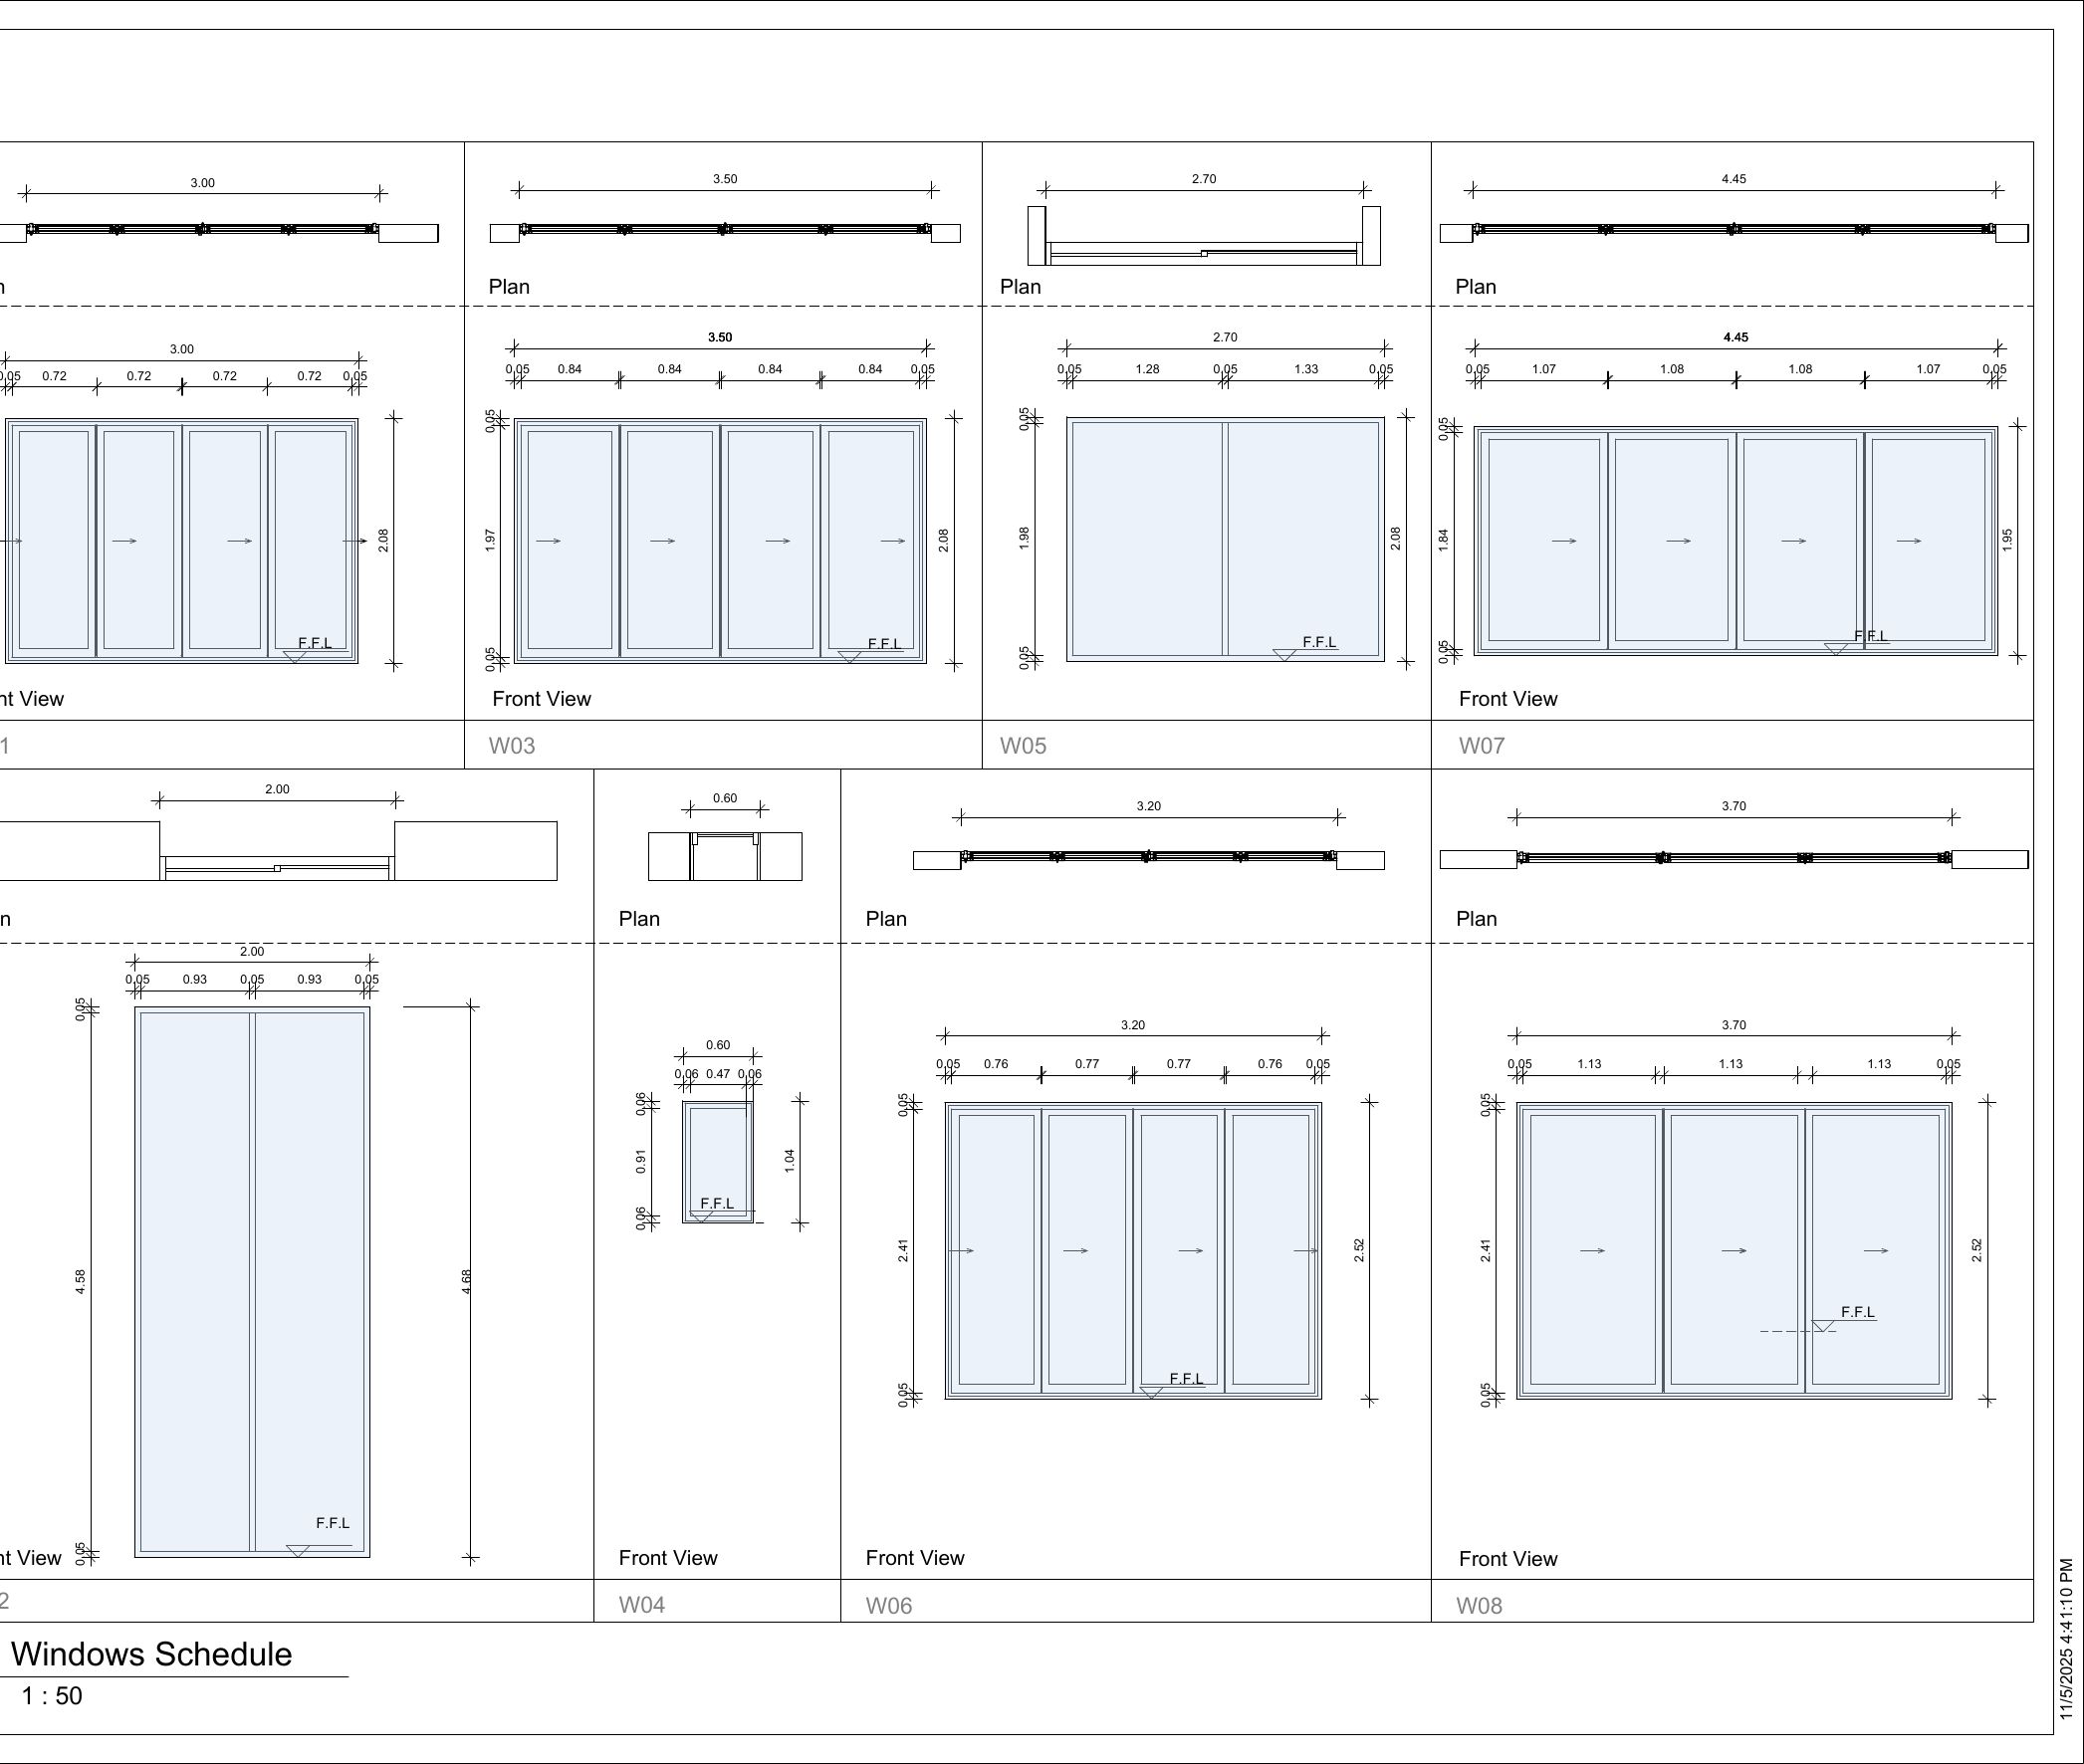 3.00
3.50
2.70
4.45
n
Plan
Plan
Plan
3.00
0.05 0.72 0.72 0.72 0.72 0.05
2.08
F.F.L
3.50
0.05 0.84 0.84 0.84 0.84 0.05
0.05
1.97
0.05
2.08
F.F.L
2.70
0.05 1.28 0.05 1.33 0.05
0.05
1.98
0.05
2.08
F.F.L
4.45
0.05 1.07 1.08 1.08 1.07 0.05
0.05
1.84
0.05
1.95
F.F.L
nt View
Front View
Front View
1
W03
W05
W07
2.00
0.60
3.20
3.70
n
Plan
Plan
Plan
2.00
0.05 0.93 0.05 0.93 0.05
0.05
4.58
0.05
4.68
F.F.L
0.60
0.06 0.47 0.06
0.06
0.91
0.06
1.04
F.F.L
3.20
0.05 0.76 0.77 0.77 0.76 0.05
0.05
2.41
0.05
2.52
F.F.L
3.70
0.05 1.13 1.13 1.13 0.05
0.05
2.41
0.05
2.52
F.F.L
nt View
Front View
Front View
Front View
2
W04
W06
W08
Windows Schedule
1 : 50
11/5/2025 4:41:10 PM